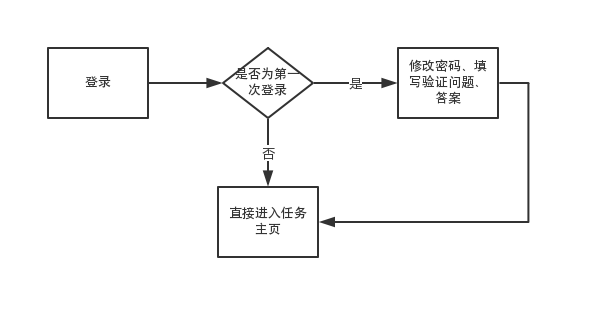 登录
是否为第一
次登录
是
修改密码、填
写验证问题、
答案
否
直接进入任务
主页